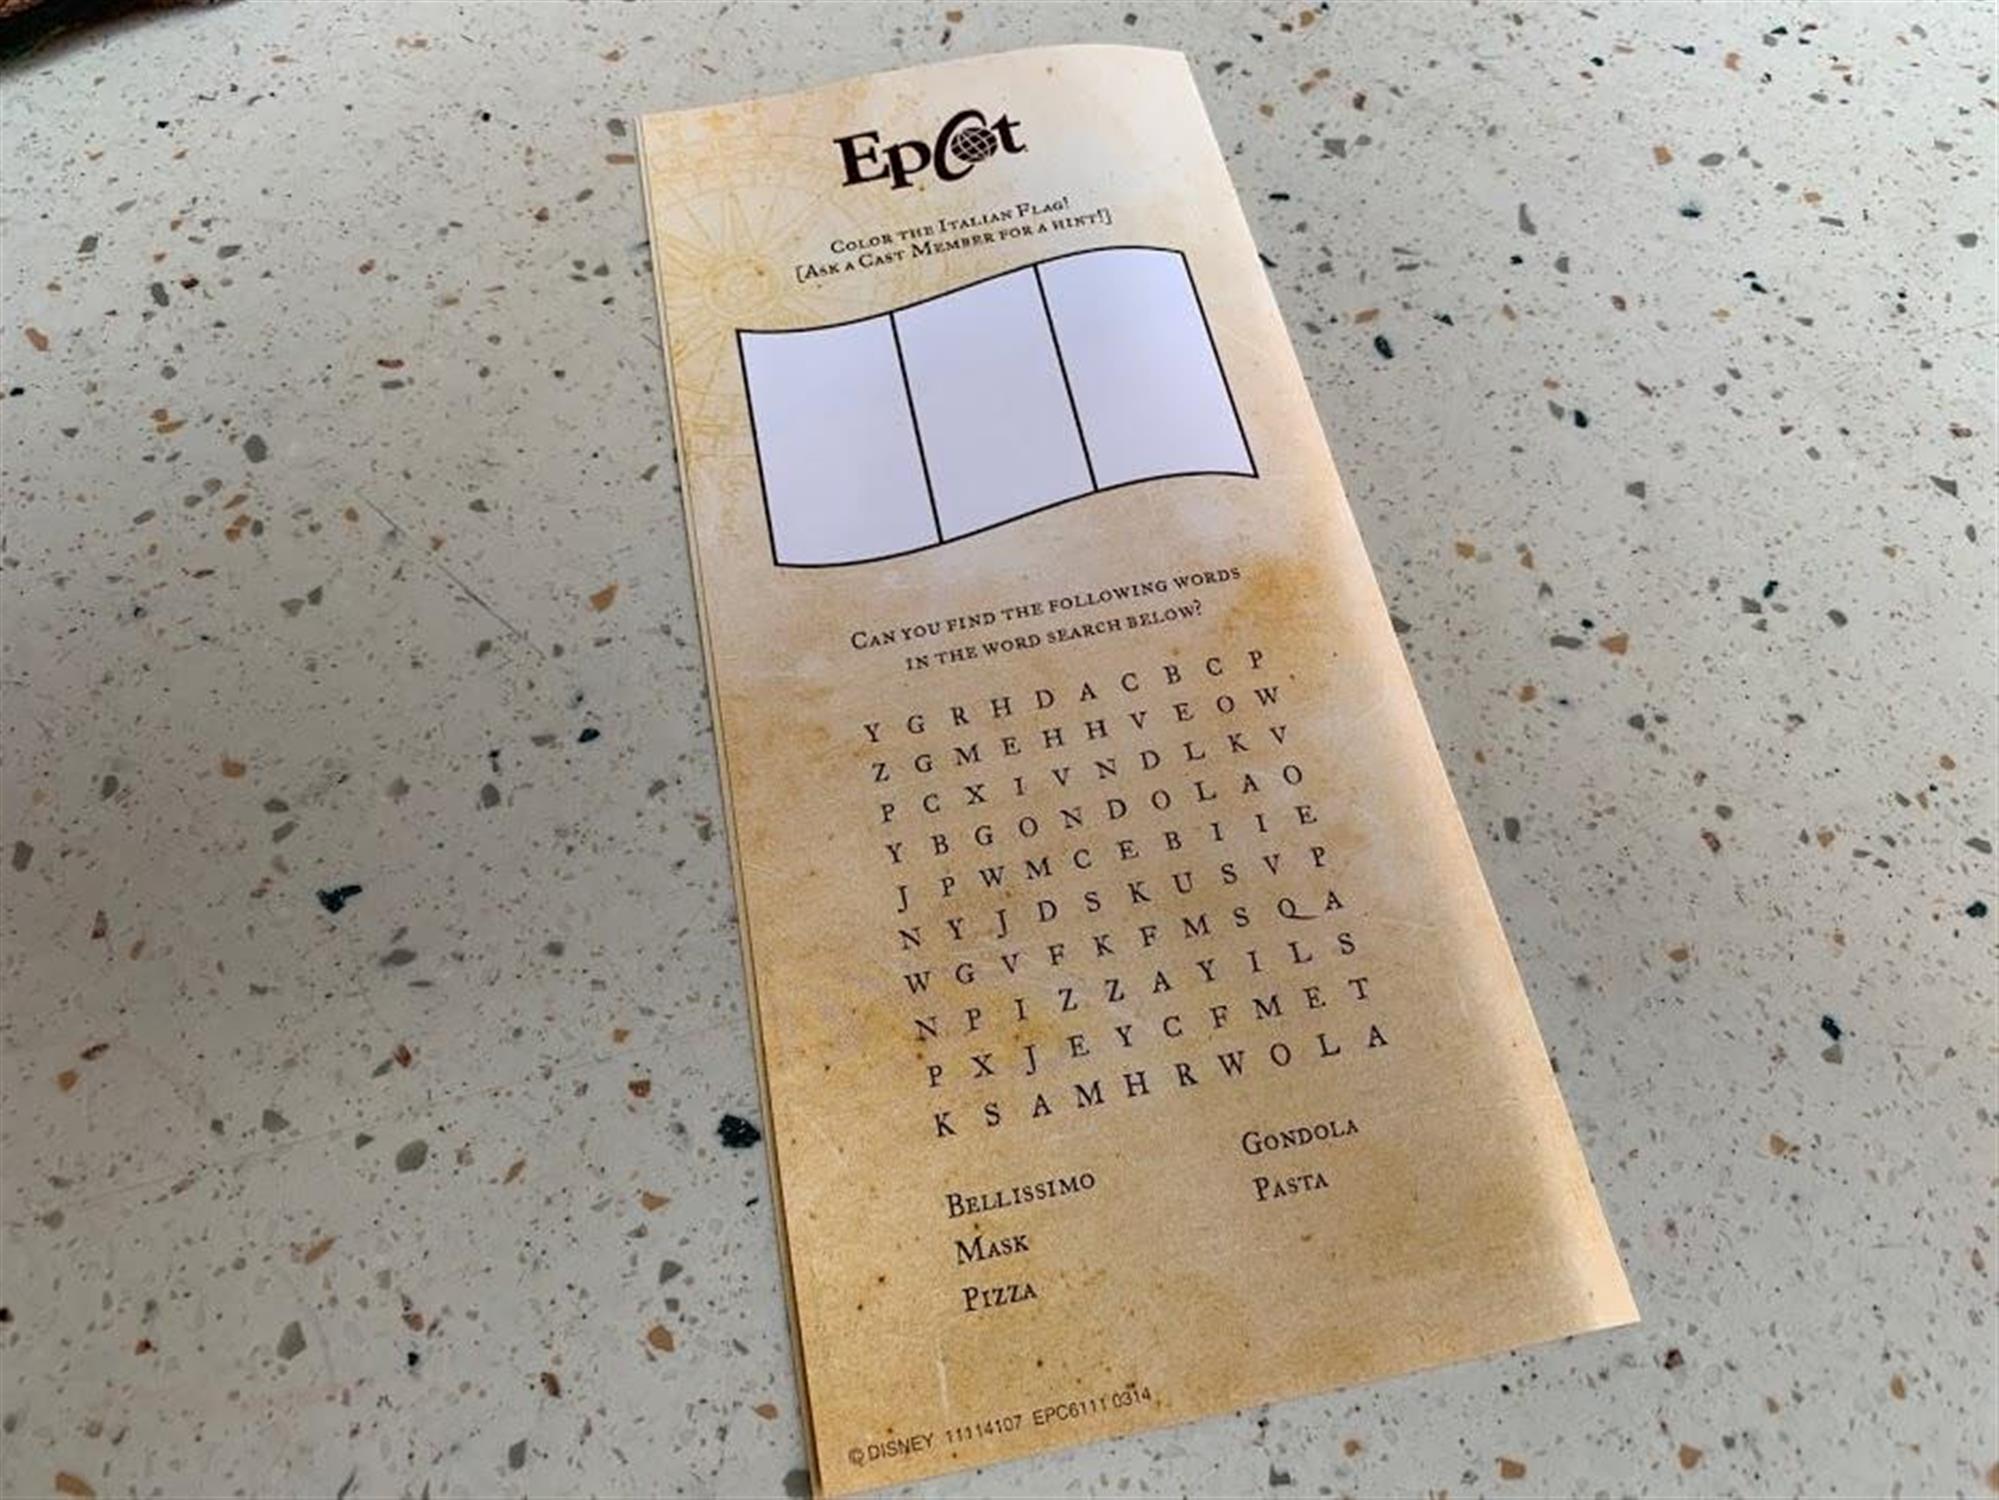 Epcot
Color the Italian Flag!
[Ask a Cast Member for a hint!]
Can you find the following words
in the word search below?
Y G R H D A C B C P
Z G M E H H V E O W
P C X I V N D L K V
Y B G O N D O L A O
J P W M C E B I I E
N Y J D S K U S V P
W G V F K F M S Q A
N P I Z Z A Y I L S
P X J E Y C F M E T
K S A M H R W O L A
Bellissimo
Mask
Pizza
Gondola
Pasta
© DISNEY 11114107 EPC6111 0314